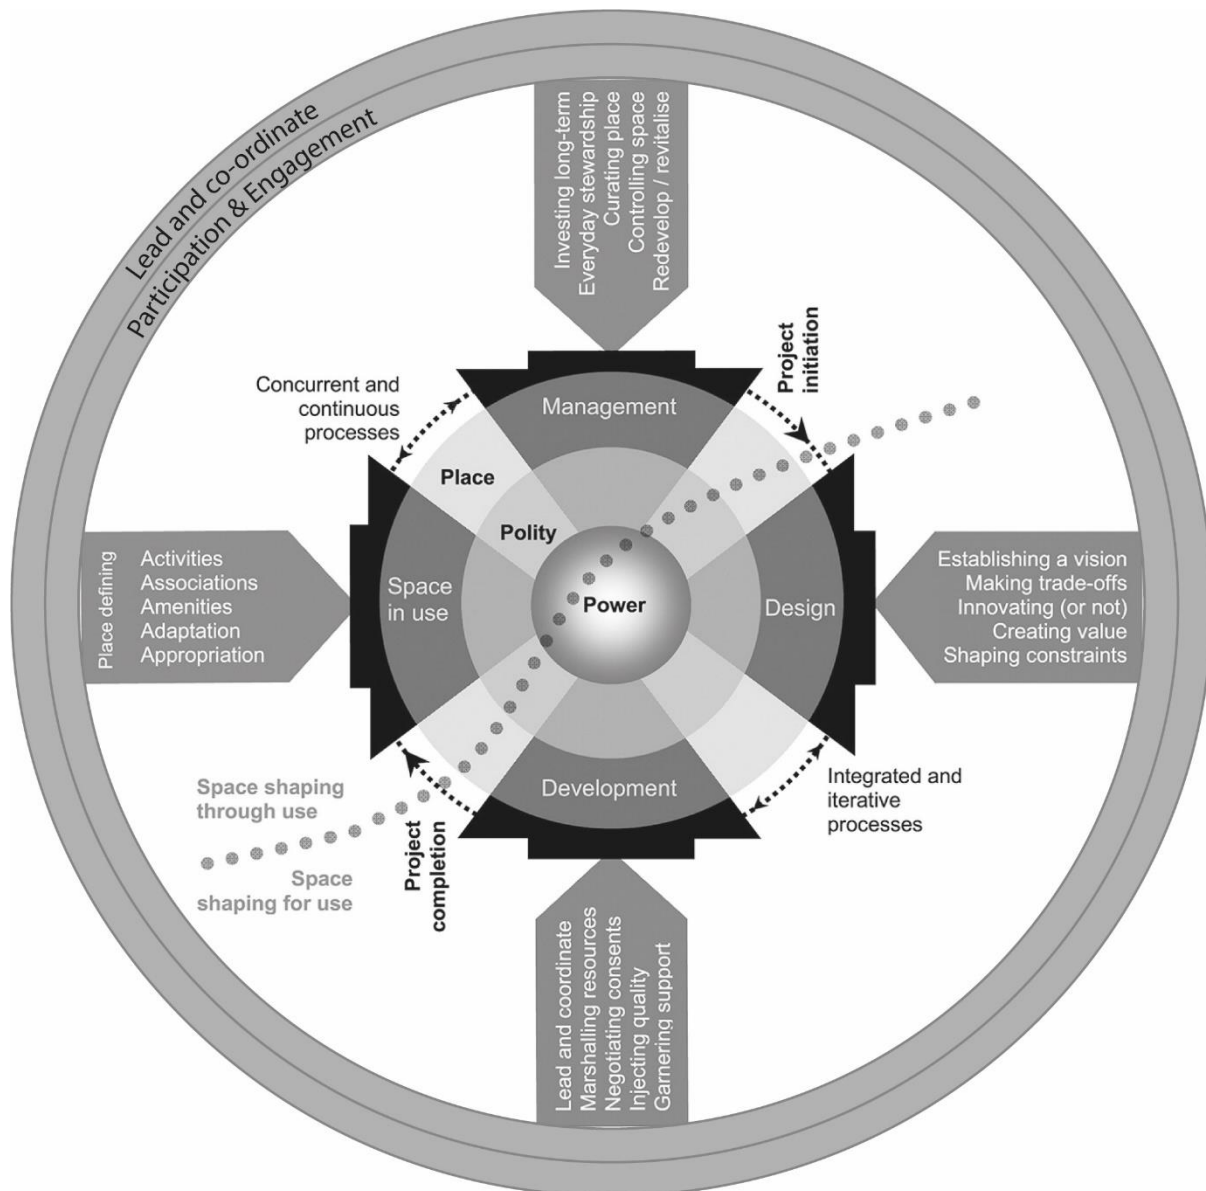 Lead and co-ordinate
Participation & Engagement
Investing long-term
Everyday stewardship
Curating place
Controlling space
Redevelop / revitalise
Project
initiation
Concurrent and
continuous
processes
Management
Place
Polity
Power
Space
in use
Design
Development
Place defining
Activities
Associations
Amenities
Adaptation
Appropriation
Establishing a vision
Making trade-offs
Innovating (or not)
Creating value
Shaping constraints
Space shaping
through use
Space
shaping for use
Project
completion
Integrated and
iterative
processes
Lead and coordinate
Marshalling resources
Negotiating consents
Injecting quality
Garnering support